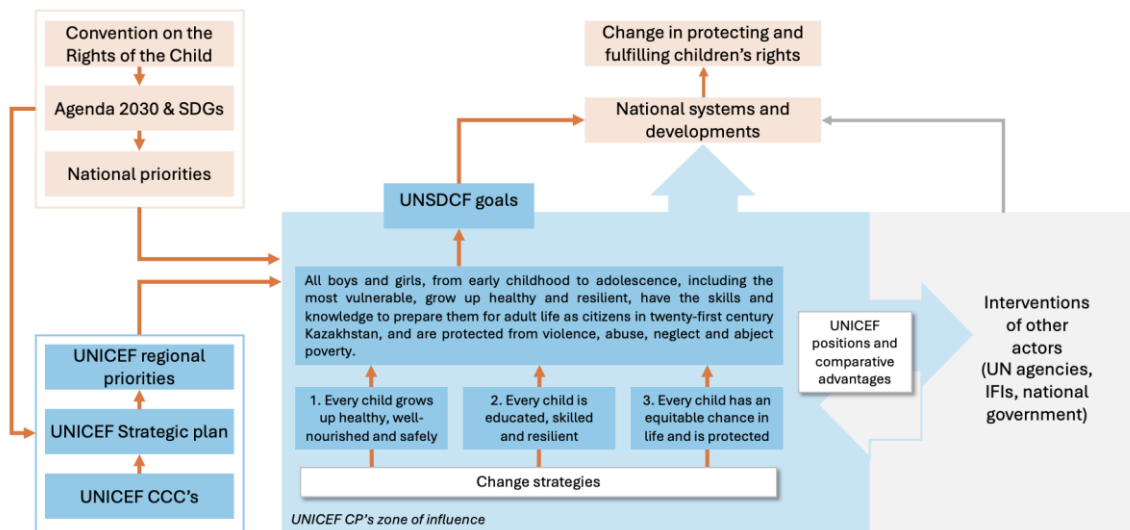 Convention on the
Rights of the Child
Agenda 2030 & SDGs
National priorities
Change in protecting and
fulfilling children's rights
National systems and
developments
UNSDCF goals
All boys and girls, from early childhood to adolescence, including the
most vulnerable, grow up healthy and resilient, have the skills and
knowledge to prepare them for adult life as citizens in twenty-first century
Kazakhstan, and are protected from violence, abuse, neglect and abject
poverty.
UNICEF regional
priorities
UNICEF Strategic plan
UNICEF CCC's
1. Every child grows
up healthy, well-
nourished and safely
2. Every child is
educated, skilled
and resilient
3. Every child has an
equitable chance in
life and is protected
Change strategies
UNICEF CP's zone of influence
UNICEF
positions and
comparative
advantages
Interventions
of other
actors
(UN agencies,
IFIs, national
government)